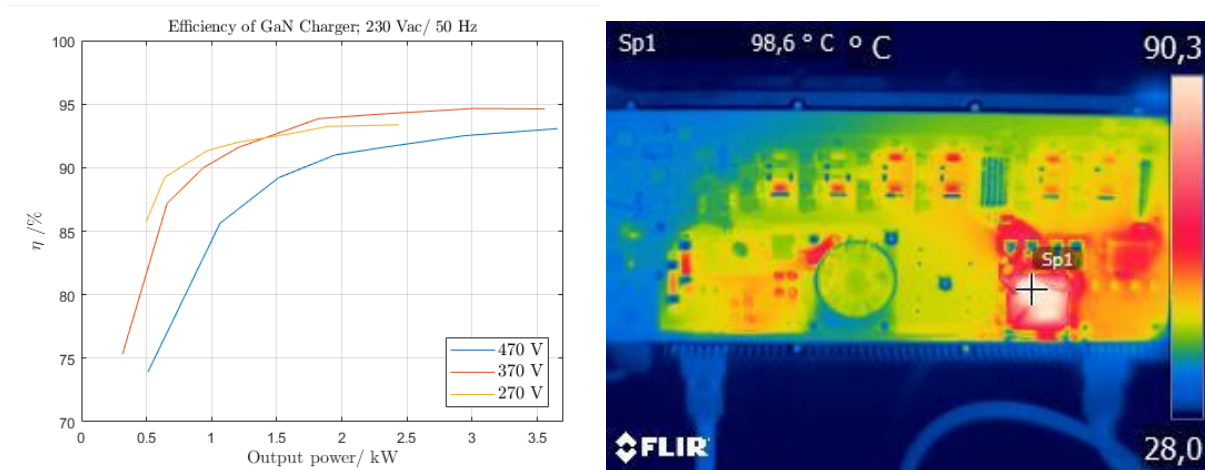 Efficiency of GaN Charger; 230 Vac/ 50 Hz
100
95
90
85
80
75
70
η /%
0
0.5
1
1.5
2
2.5
3
3.5
Output power/ kW
470 V
370 V
270 V
Sp1 98,6 ° C ° C 90,3
Sp1
FLIR 28,0